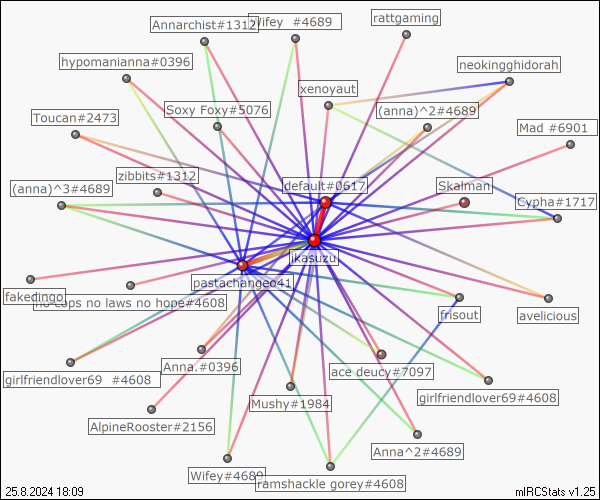 Annarchist#1312
Wifey #4689
rattgaming
hypomanianna#0396
neokingghidorah
xenoyaut
Toucan#2473
Soxy Foxy#5076
(anna)^2#4689
Mad #6901
zibbits#1312
(anna)^3#4689
default#0617
Skalman
Cypha#1717
ikasuzu
pastachange041
fakedingo
no cops no laws no hope#4608
frisout
avelicious
Anna.#0396
ace deucy#7097
girlfriendlover69 #4608
girlfriendlover69#4608
Mushy#1984
AlpineRooster#2156
Anna^2#4689
Wifey#4689
ramshackle gorey#4608
25.8.2024 18:09
mIRCStats v1.25